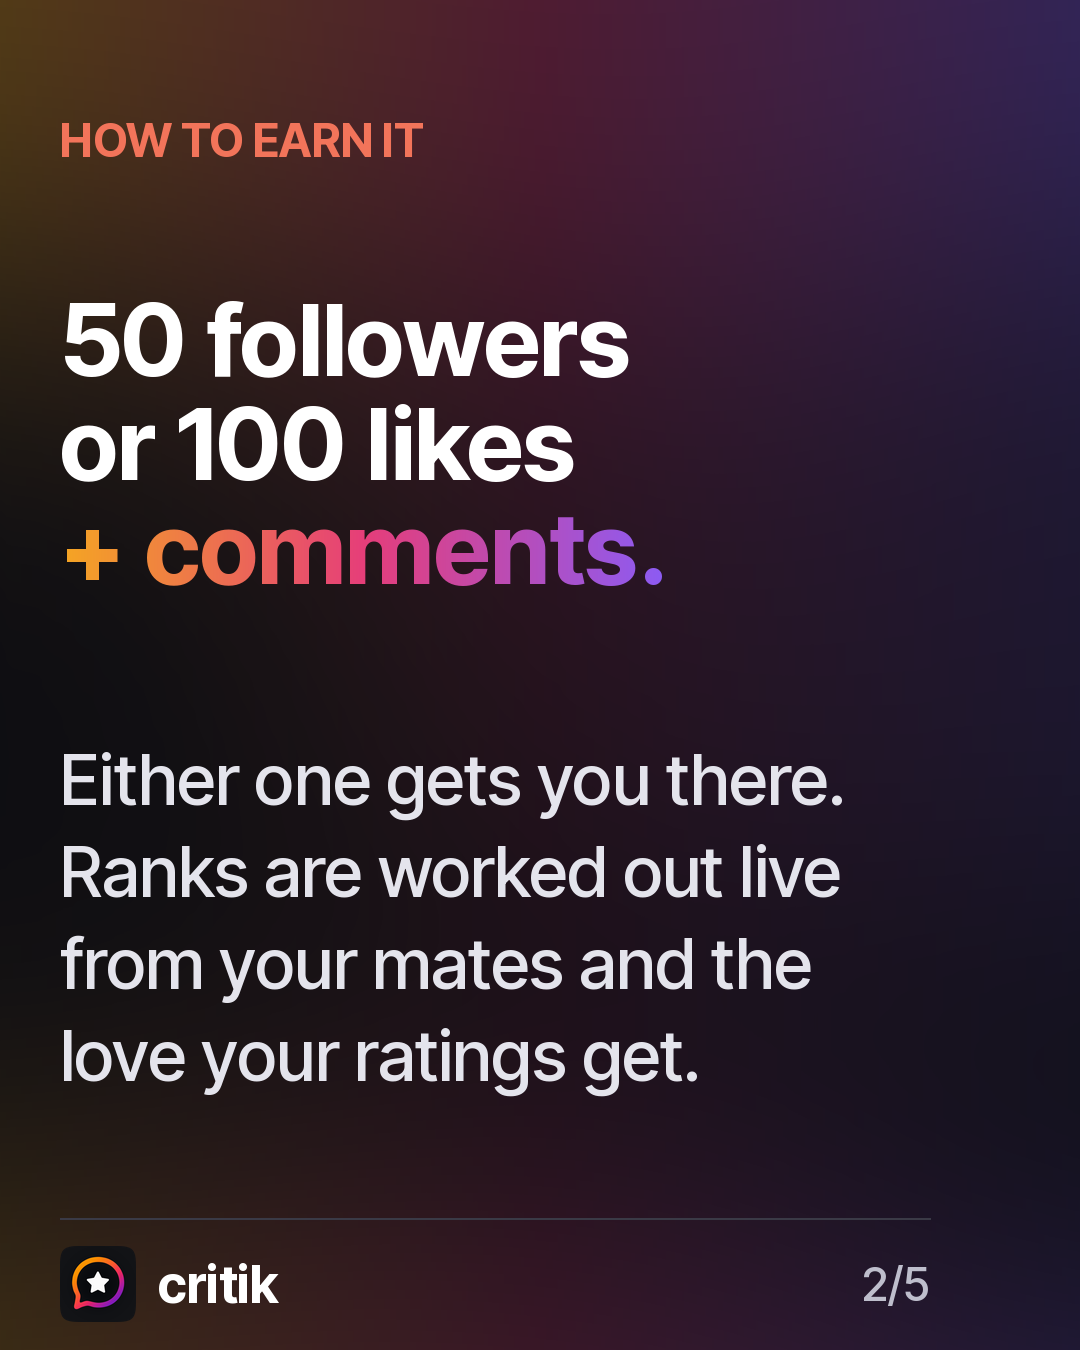 HOW TO EARN IT
50 followers
or 100 likes
+ comments.
Either one gets you there.
Ranks are worked out live
from your mates and the
love your ratings get.
critik
2/5